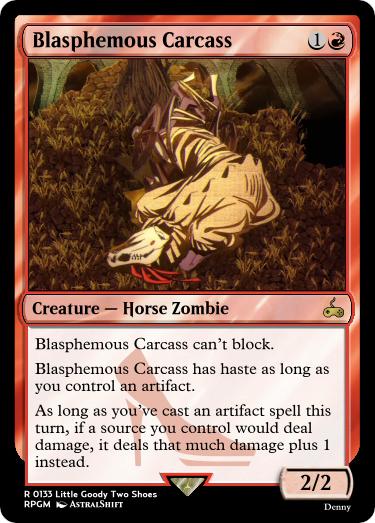 Blasphemous Carcass 1
Creature — Horse Zombie
Blasphemous Carcass can't block.
Blasphemous Carcass has haste as long as
you control an artifact.
As long as you've cast an artifact spell this
turn, if a source you control would deal
damage, it deals that much damage plus 1
instead.
2/2
R 0133 Little Goody Two Shoes
RPGM AstralShift
Denny